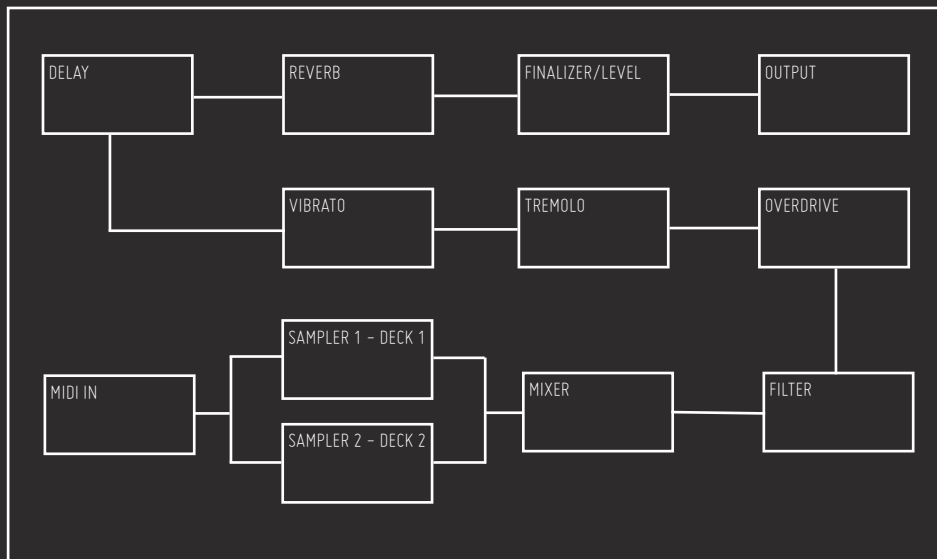 DELAY
REVERB
FINALIZER/LEVEL
OUTPUT
VIBRATO
TREMOLO
OVERDRIVE
SAMPLER 1 – DECK 1
MIDI IN
MIXER
FILTER
SAMPLER 2 – DECK 2